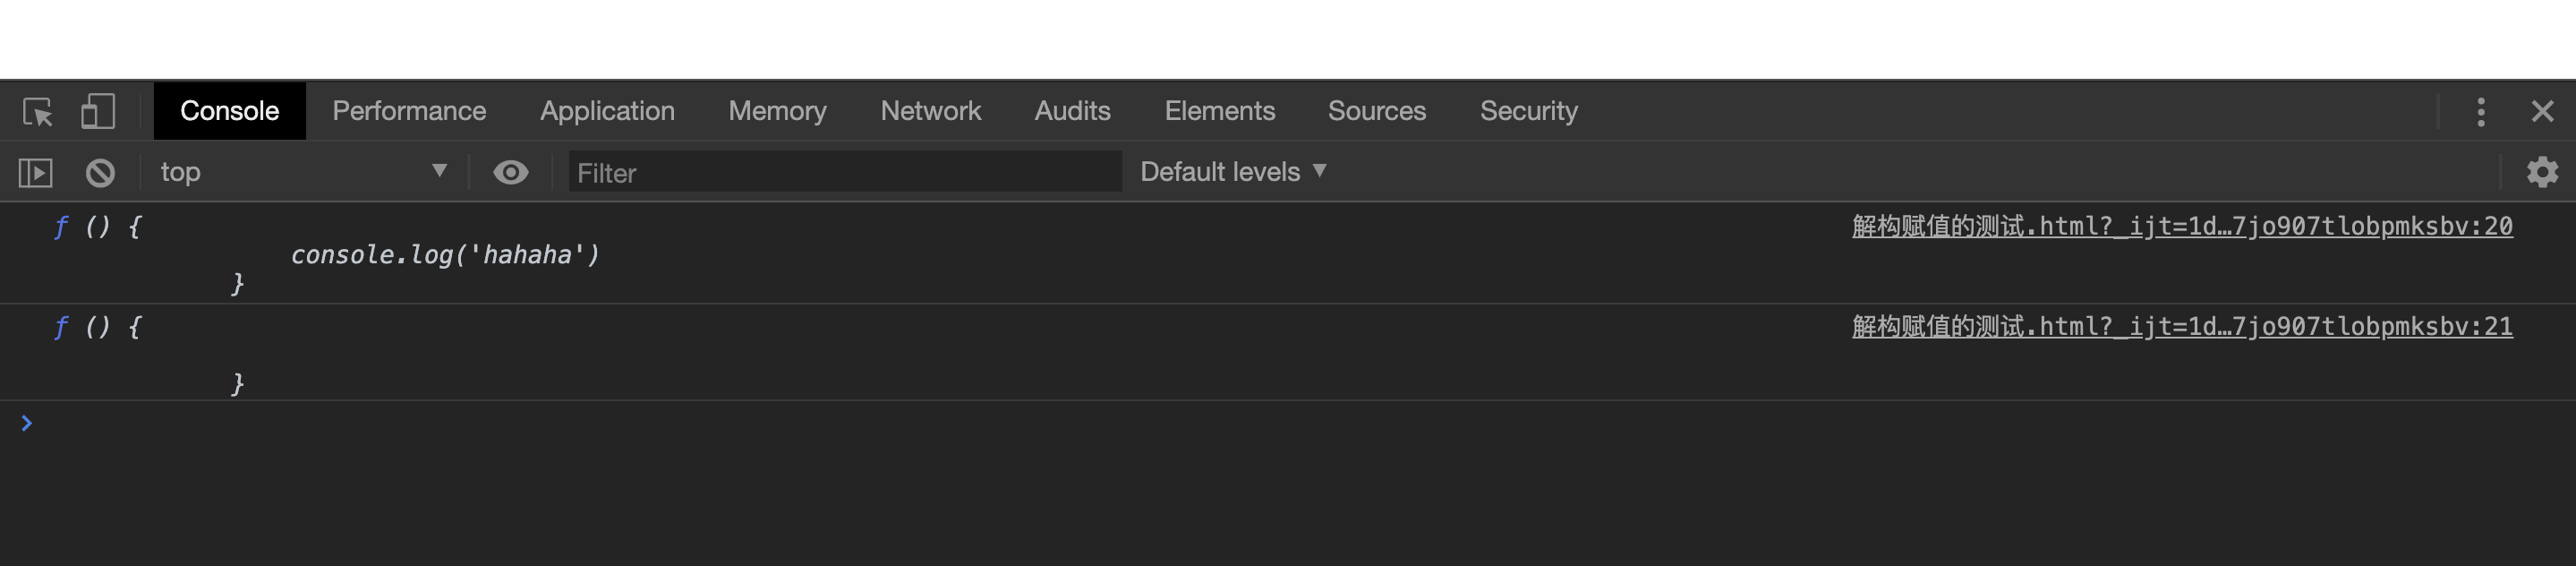 Console Performance Application Memory Network Audits Elements Sources Security
top Filter Default levels
f () { 解构赋值的测试.html?_ijt=1d…7jo907tlobpmksbv:20
console.log('hahaha')
}
f () { 解构赋值的测试.html?_ijt=1d…7jo907tlobpmksbv:21
}